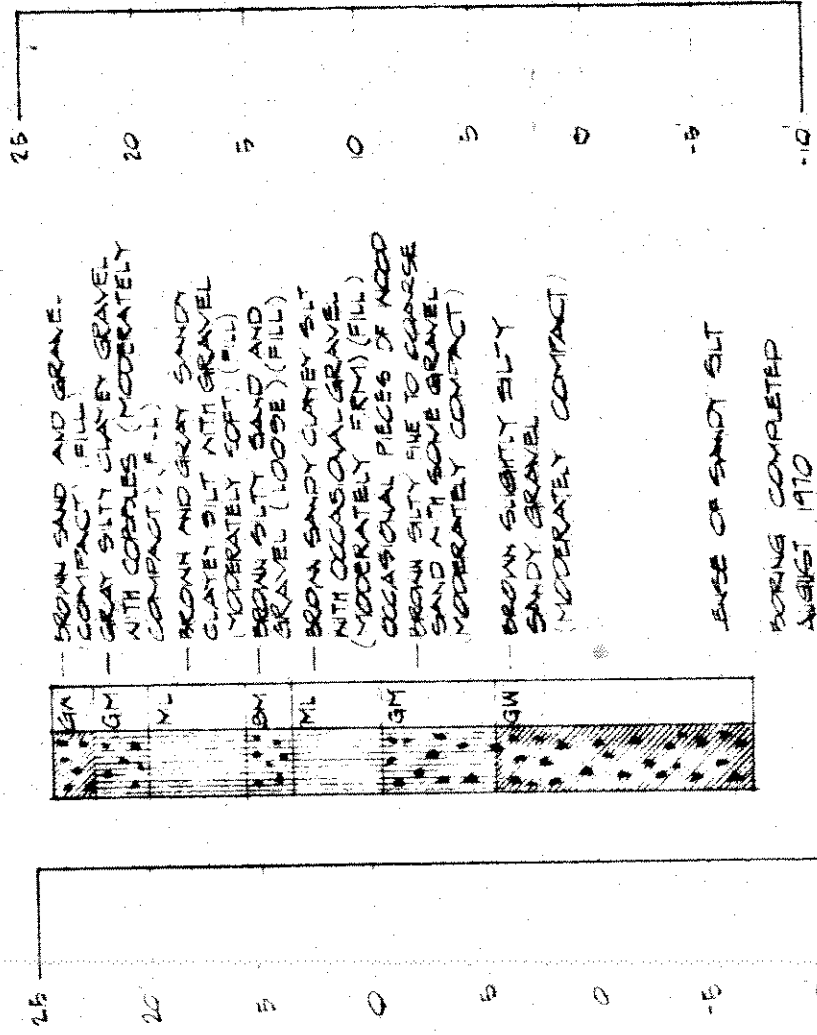 25
20
15
10
5
0
-5
GW
GM
ML
SM
ML
GM
GW
BROWN SAND AND GRAVEL
(COMPACT) (FILL)
GRAY SILTY CLAYEY GRAVEL
WITH COBBLES (MODERATELY
COMPACT) (FILL)
BROWN AND GRAY SANDY
CLAYEY SILT WITH GRAVEL
(MODERATELY SOFT) (FILL)
BROWN SILTY SAND AND
GRAVEL (LOOSE) (FILL)
BROWN SANDY CLAYEY SILT
WITH OCCASIONAL GRAVEL
(MODERATELY FIRM) (FILL)
OCCASIONAL PIECES OF WOOD
BROWN SILTY FINE TO COARSE
SAND WITH SOME GRAVEL
(MODERATELY COMPACT)
BROWN SLIGHTLY SILTY
SANDY GRAVEL
(MODERATELY COMPACT)
LENSE OF SANDY SILT
BORING COMPLETED
AUGUST 1970
25
20
15
10
5
0
-5
-10